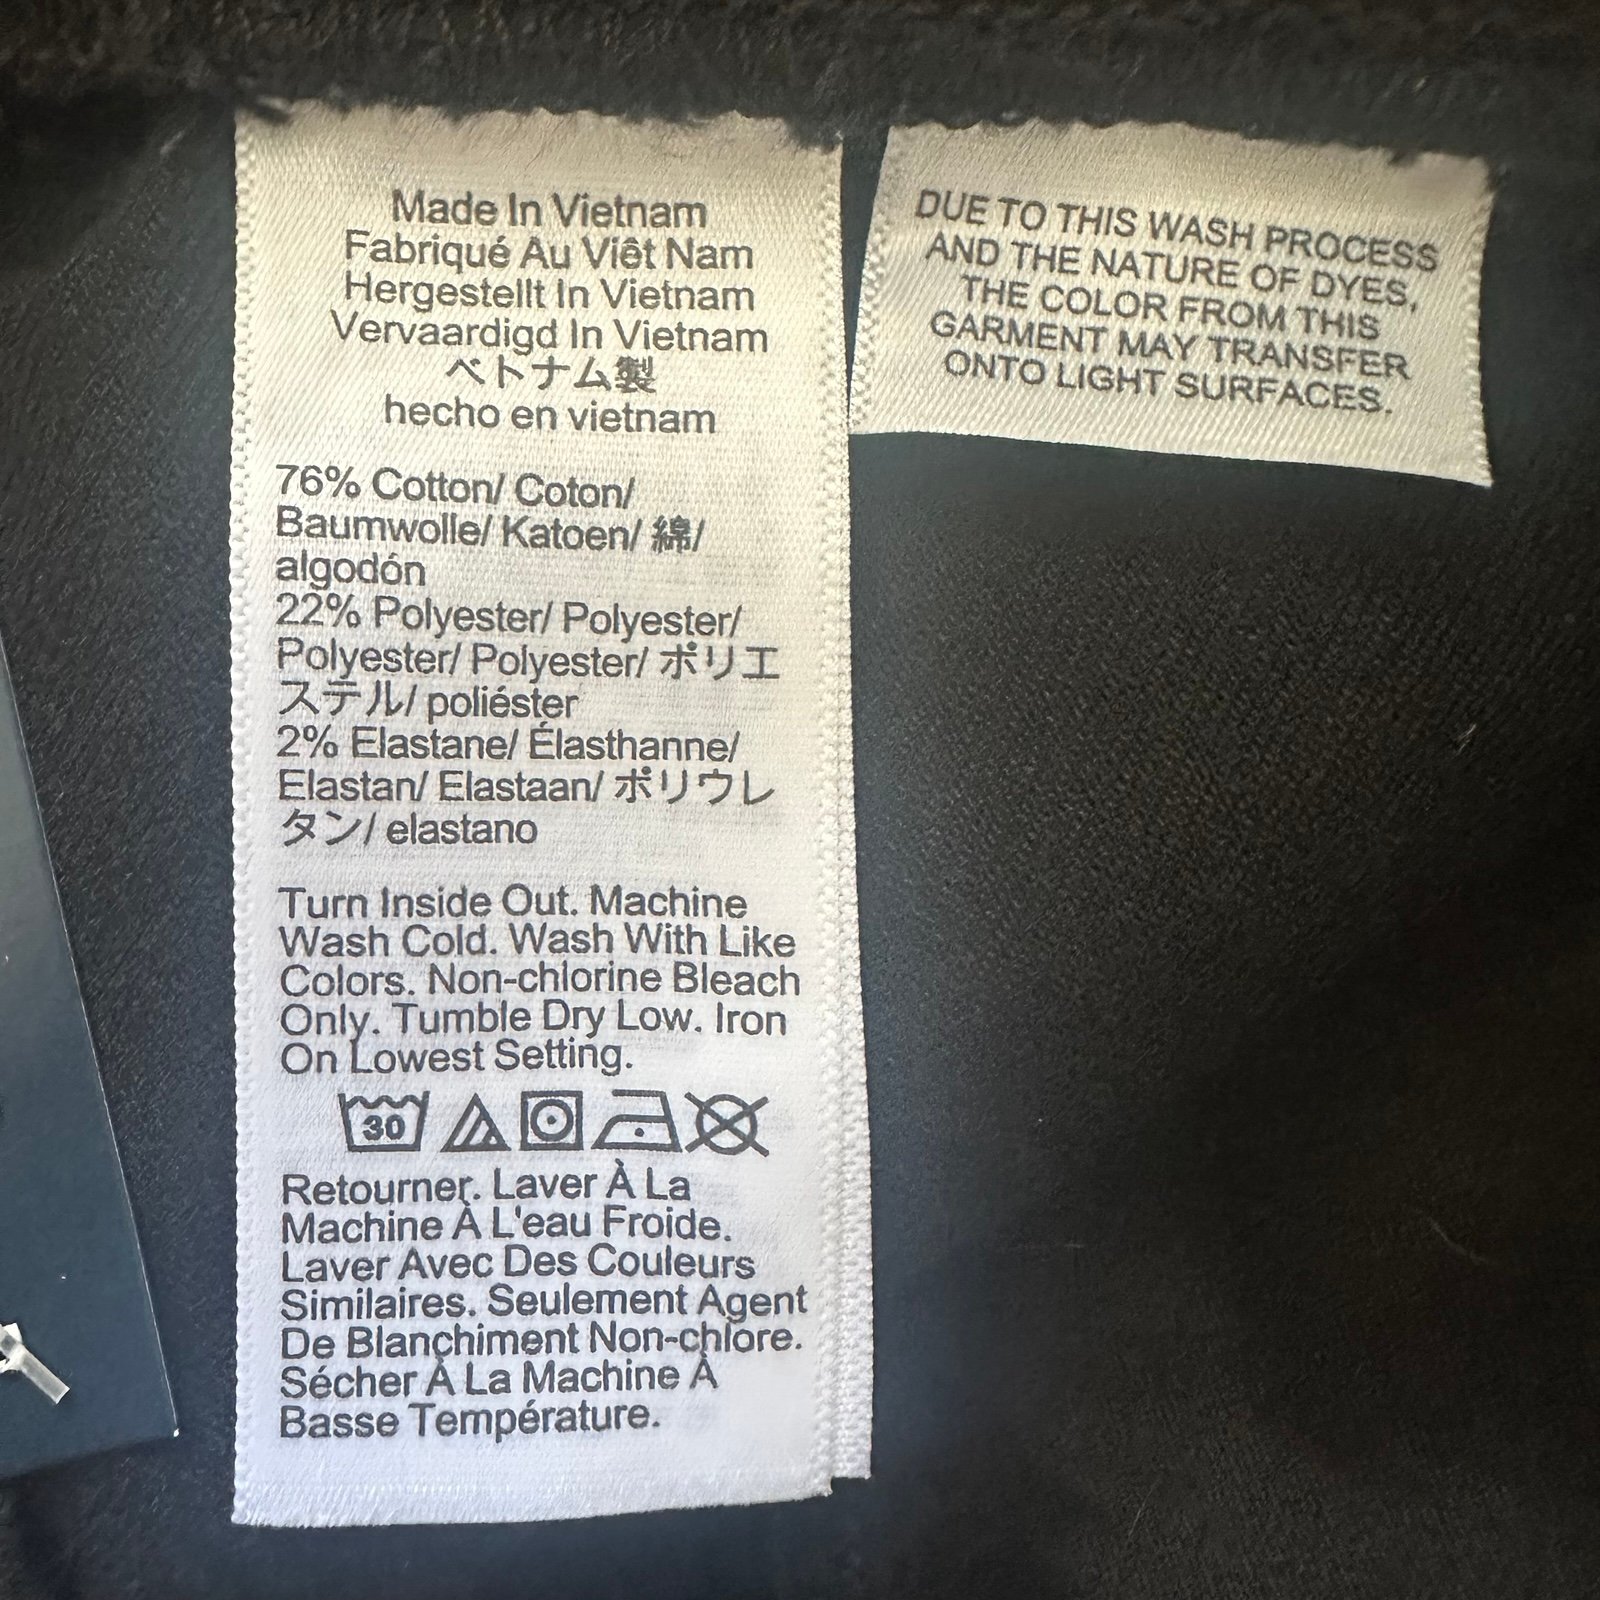 Made In Vietnam
Fabriqué Au Viêt Nam
Hergestellt In Vietnam
Vervaardigd In Vietnam
ベトナム製
hecho en vietnam
76% Cotton/ Coton/
Baumwolle/ Katoen/ 綿/
algodón
22% Polyester/ Polyester/
Polyester/ Polyester/ ポリエ
ステル/ poliéster
2% Elastane/ Élasthanne/
Elastan/ Elastaan/ ポリウレ
タン/ elastano
Turn Inside Out. Machine
Wash Cold. Wash With Like
Colors. Non-chlorine Bleach
Only. Tumble Dry Low. Iron
On Lowest Setting.
30
Retourner. Laver À La
Machine À L'eau Froide.
Laver Avec Des Couleurs
Similaires. Seulement Agent
De Blanchiment Non-chlore.
Sécher À La Machine À
Basse Température.
DUE TO THIS WASH PROCESS
AND THE NATURE OF DYES,
THE COLOR FROM THIS
GARMENT MAY TRANSFER
ONTO LIGHT SURFACES.